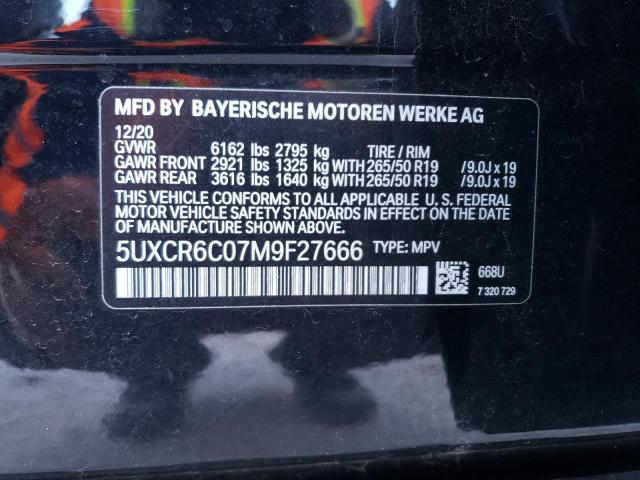 MFD BY BAYERISCHE MOTOREN WERKE AG
12/20
GVWR 6162 lbs 2795 kg TIRE / RIM
GAWR FRONT 2921 lbs 1325 kg WITH 265/50 R19 /9.0J x 19
GAWR REAR 3616 lbs 1640 kg WITH 265/50 R19 /9.0J x 19
THIS VEHICLE CONFORMS TO ALL APPLICABLE U. S. FEDERAL
MOTOR VEHICLE SAFETY STANDARDS IN EFFECT ON THE DATE
OF MANUFACTURE SHOWN ABOVE.
5UXCR6C07M9F27666 TYPE: MPV
668U
7 320 729